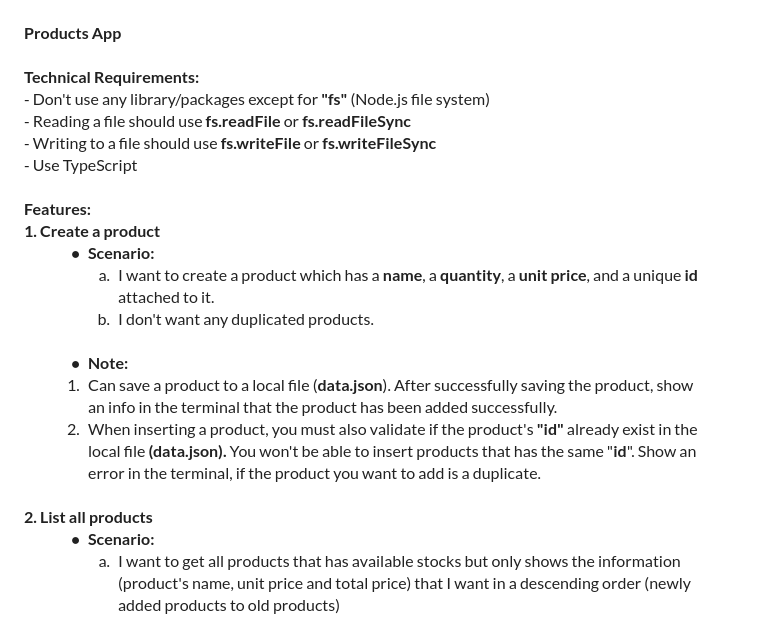 Products App
Technical Requirements:
- Don't use any library/packages except for "fs" (Node.js file system)
- Reading a file should use fs.readFile or fs.readFileSync
- Writing to a file should use fs.writeFile or fs.writeFileSync
- Use TypeScript
Features:
1. Create a product
● Scenario:
a. I want to create a product which has a name, a quantity, a unit price, and a unique id
attached to it.
b. I don't want any duplicated products.
● Note:
1. Can save a product to a local file (data.json). After successfully saving the product, show
an info in the terminal that the product has been added successfully.
2. When inserting a product, you must also validate if the product's "id" already exist in the
local file (data.json). You won't be able to insert products that has the same "id". Show an
error in the terminal, if the product you want to add is a duplicate.
2. List all products
● Scenario:
a. I want to get all products that has available stocks but only shows the information
(product's name, unit price and total price) that I want in a descending order (newly
added products to old products)